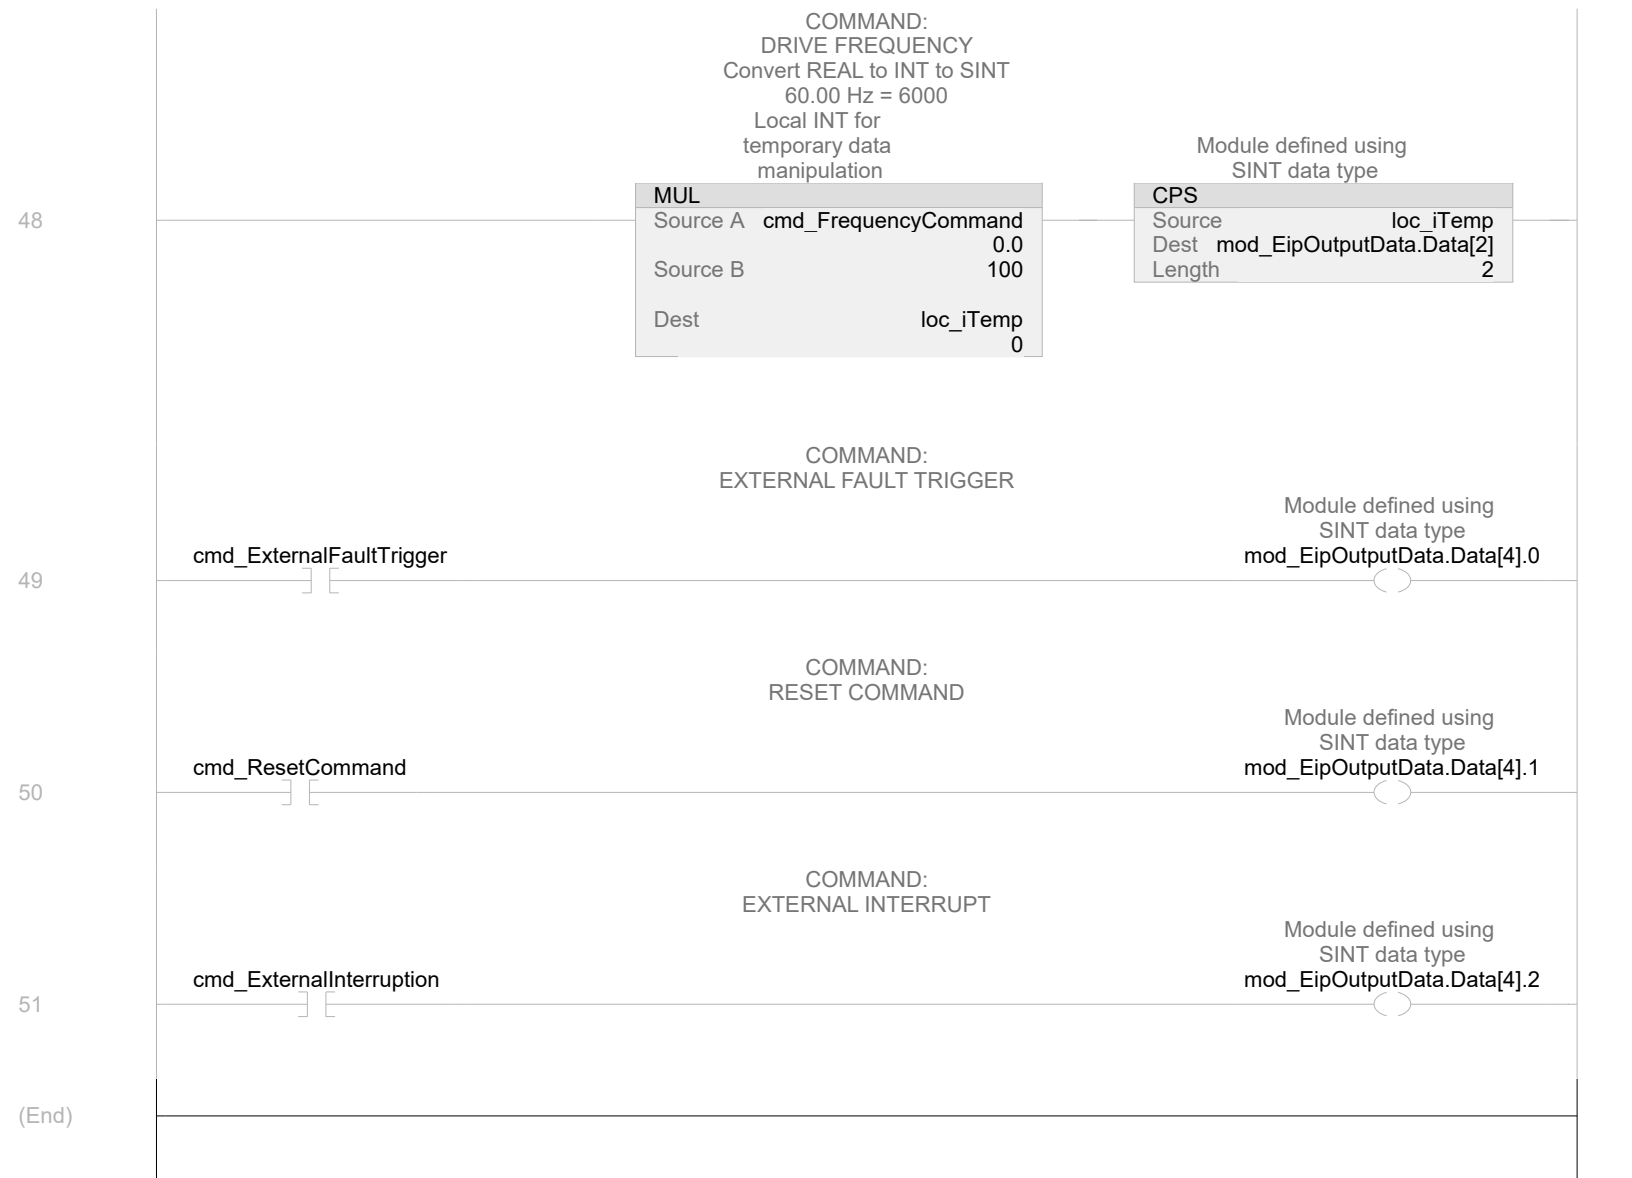 COMMAND:
DRIVE FREQUENCY
Convert REAL to INT to SINT
60.00 Hz = 6000
Local INT for
temporary data
manipulation
Module defined using
SINT data type
48
MUL
Source A cmd_FrequencyCommand
0.0
Source B 100
Dest loc_iTemp
0
CPS
Source loc_iTemp
Dest mod_EipOutputData.Data[2]
Length 2
COMMAND:
EXTERNAL FAULT TRIGGER
Module defined using
SINT data type
cmd_ExternalFaultTrigger
mod_EipOutputData.Data[4].0
49
COMMAND:
RESET COMMAND
Module defined using
SINT data type
cmd_ResetCommand
mod_EipOutputData.Data[4].1
50
COMMAND:
EXTERNAL INTERRUPT
Module defined using
SINT data type
cmd_ExternalInterruption
mod_EipOutputData.Data[4].2
51
(End)